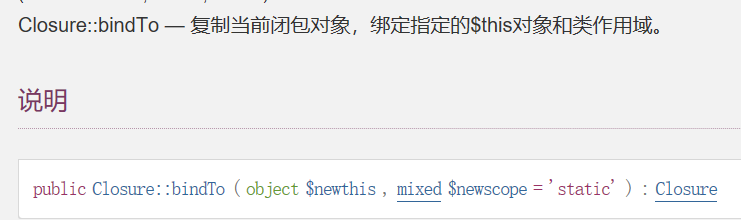 Closure::bindTo — 复制当前闭包对象，绑定指定的$this对象和类作用域。
说明
public Closure::bindTo ( object $newthis , mixed $newscope = 'static' ) : Closure